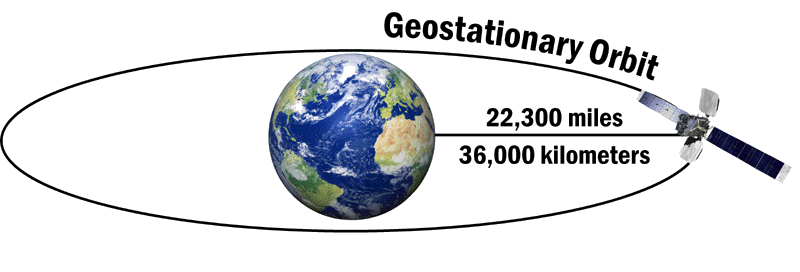 Geostationary Orbit
22,300 miles
36,000 kilometers